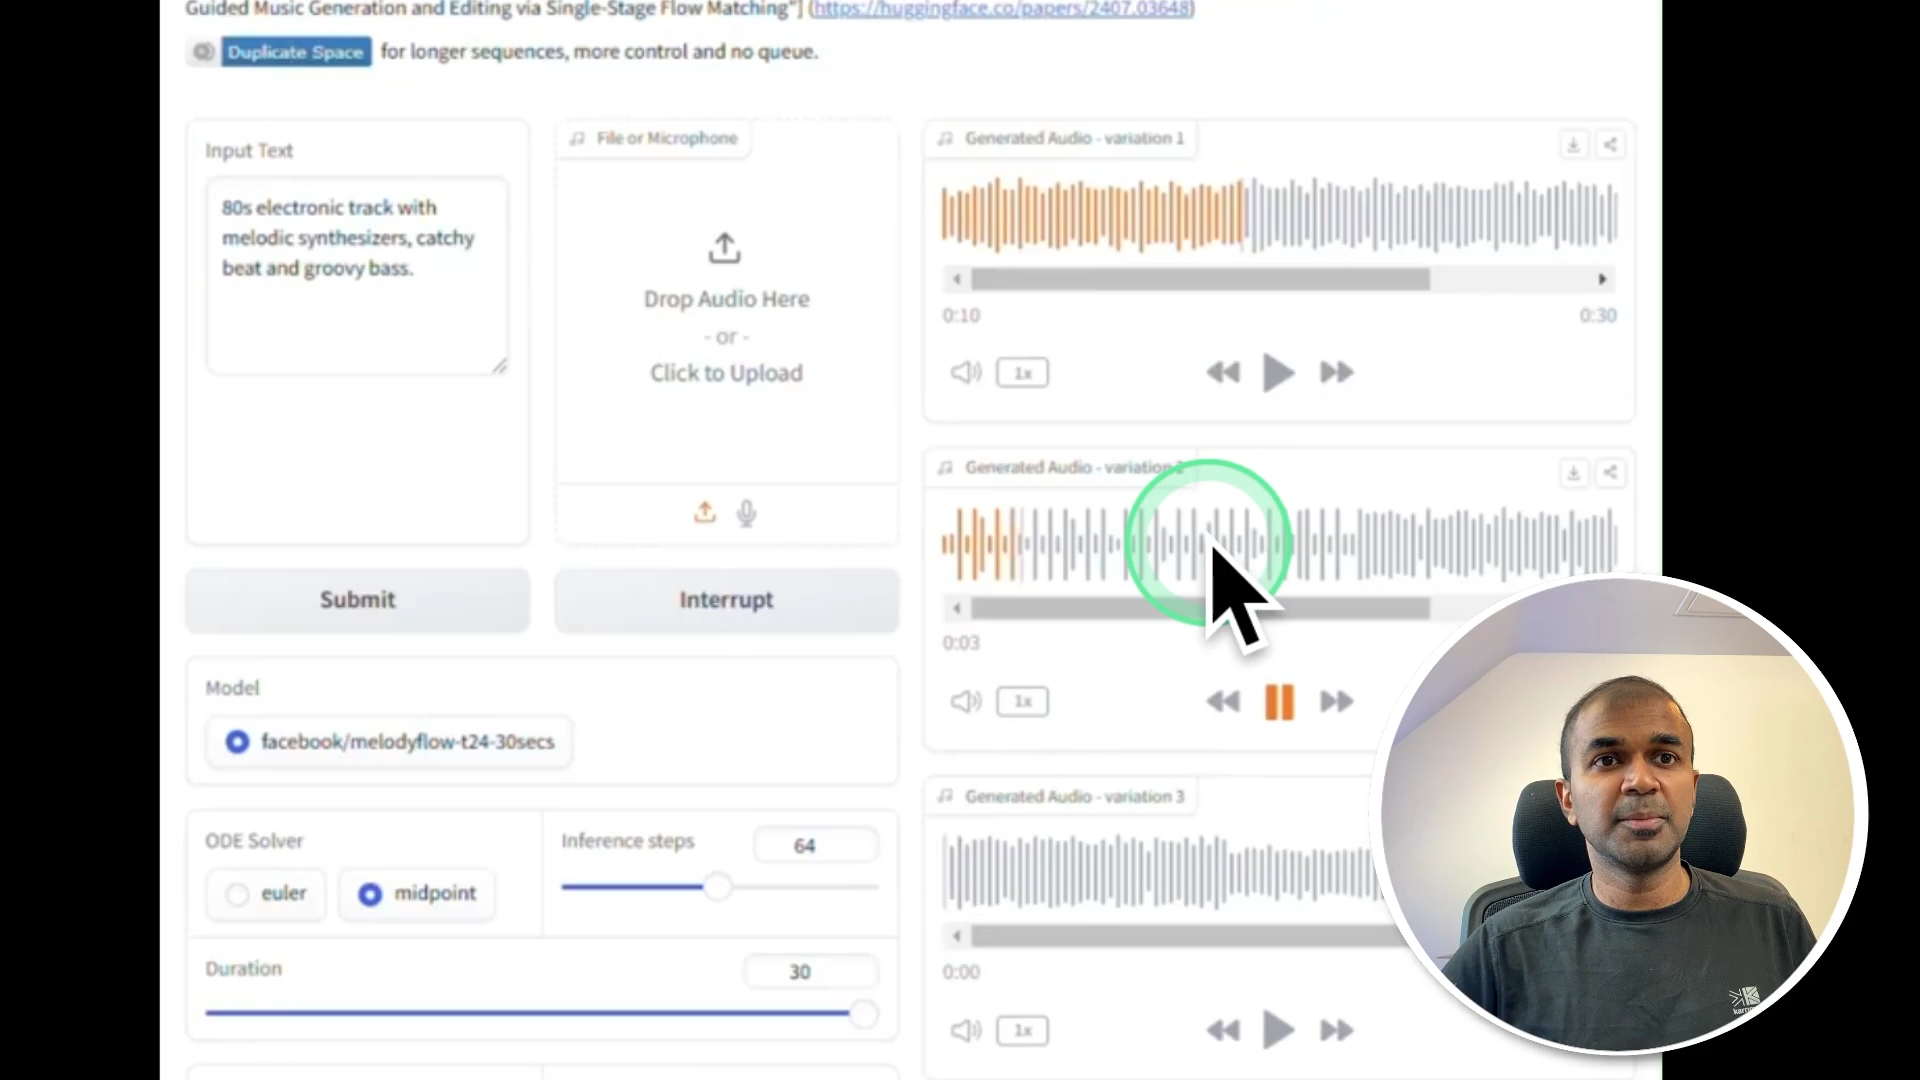 Guided Music Generation and Editing via Single-Stage Flow Matching"] (https://huggingface.co/papers/2407.03648)
Duplicate Space for longer sequences, more control and no queue.
Input Text
80s electronic track with
melodic synthesizers, catchy
beat and groovy bass.
File or Microphone
Drop Audio Here
- or -
Click to Upload
Submit
Interrupt
Model
facebook/melodyflow-t24-30secs
ODE Solver
euler
midpoint
Inference steps
64
Duration
30
Generated Audio - variation 1
0:10
0:30
1x
Generated Audio - variation 2
0:03
1x
Generated Audio - variation 3
0:00
1x